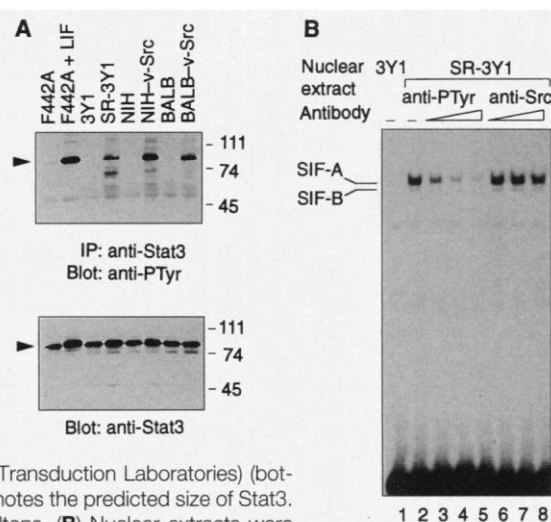 A
F442A
F442A + LIF
3Y1
SR-3Y1
NIH
NIH–v-Src
BALB
BALB–v-Src
111
74
45
IP: anti-Stat3
Blot: anti-PTyr
111
74
45
Blot: anti-Stat3
B
Nuclear 3Y1 SR-3Y1
extract
anti-PTyr anti-Src
Antibody – –
SIF-A
SIF-B
1 2 3 4 5 6 7 8
Transduction Laboratories) (bot-
notes the predicted size of Stat3.
(B) Nuclear extracts were